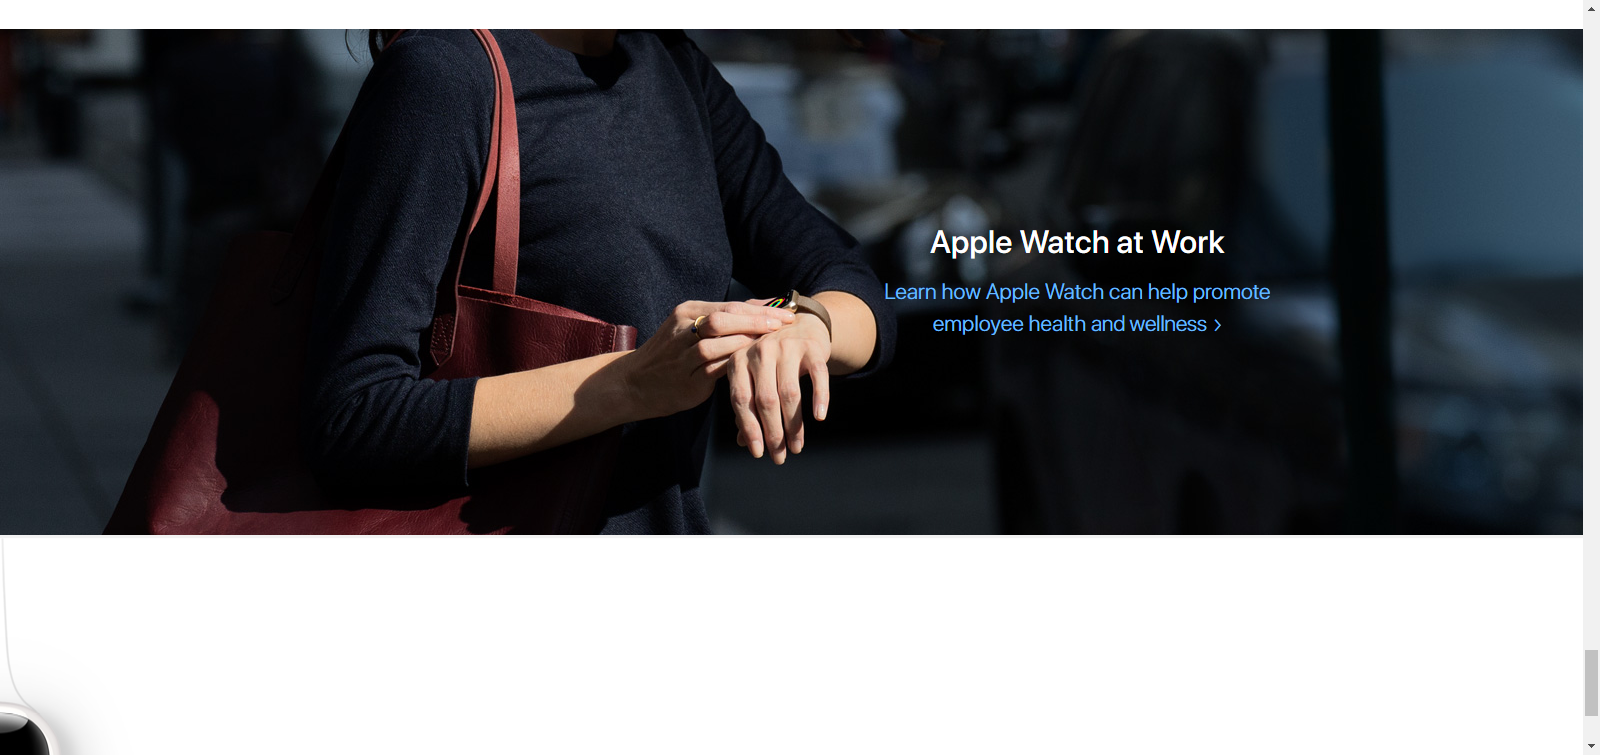 Apple Watch at Work
Learn how Apple Watch can help promote
employee health and wellness >